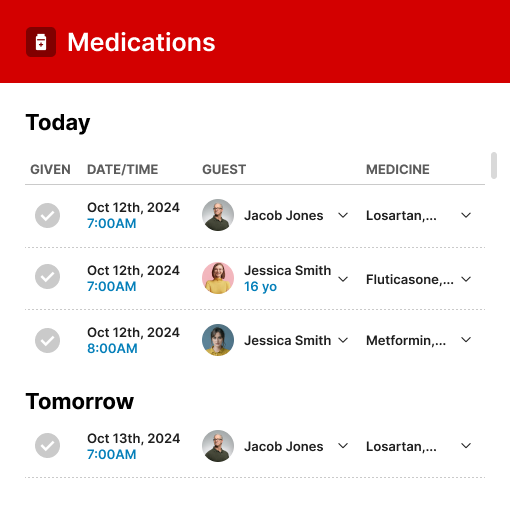 Medications
Today
GIVEN DATE/TIME GUEST MEDICINE
Oct 12th, 2024
7:00AM
Jacob Jones
Losartan,...
Oct 12th, 2024
7:00AM
Jessica Smith
16 yo
Fluticasone,...
Oct 12th, 2024
8:00AM
Jessica Smith
Metformin,...
Tomorrow
Oct 13th, 2024
7:00AM
Jacob Jones
Losartan,...